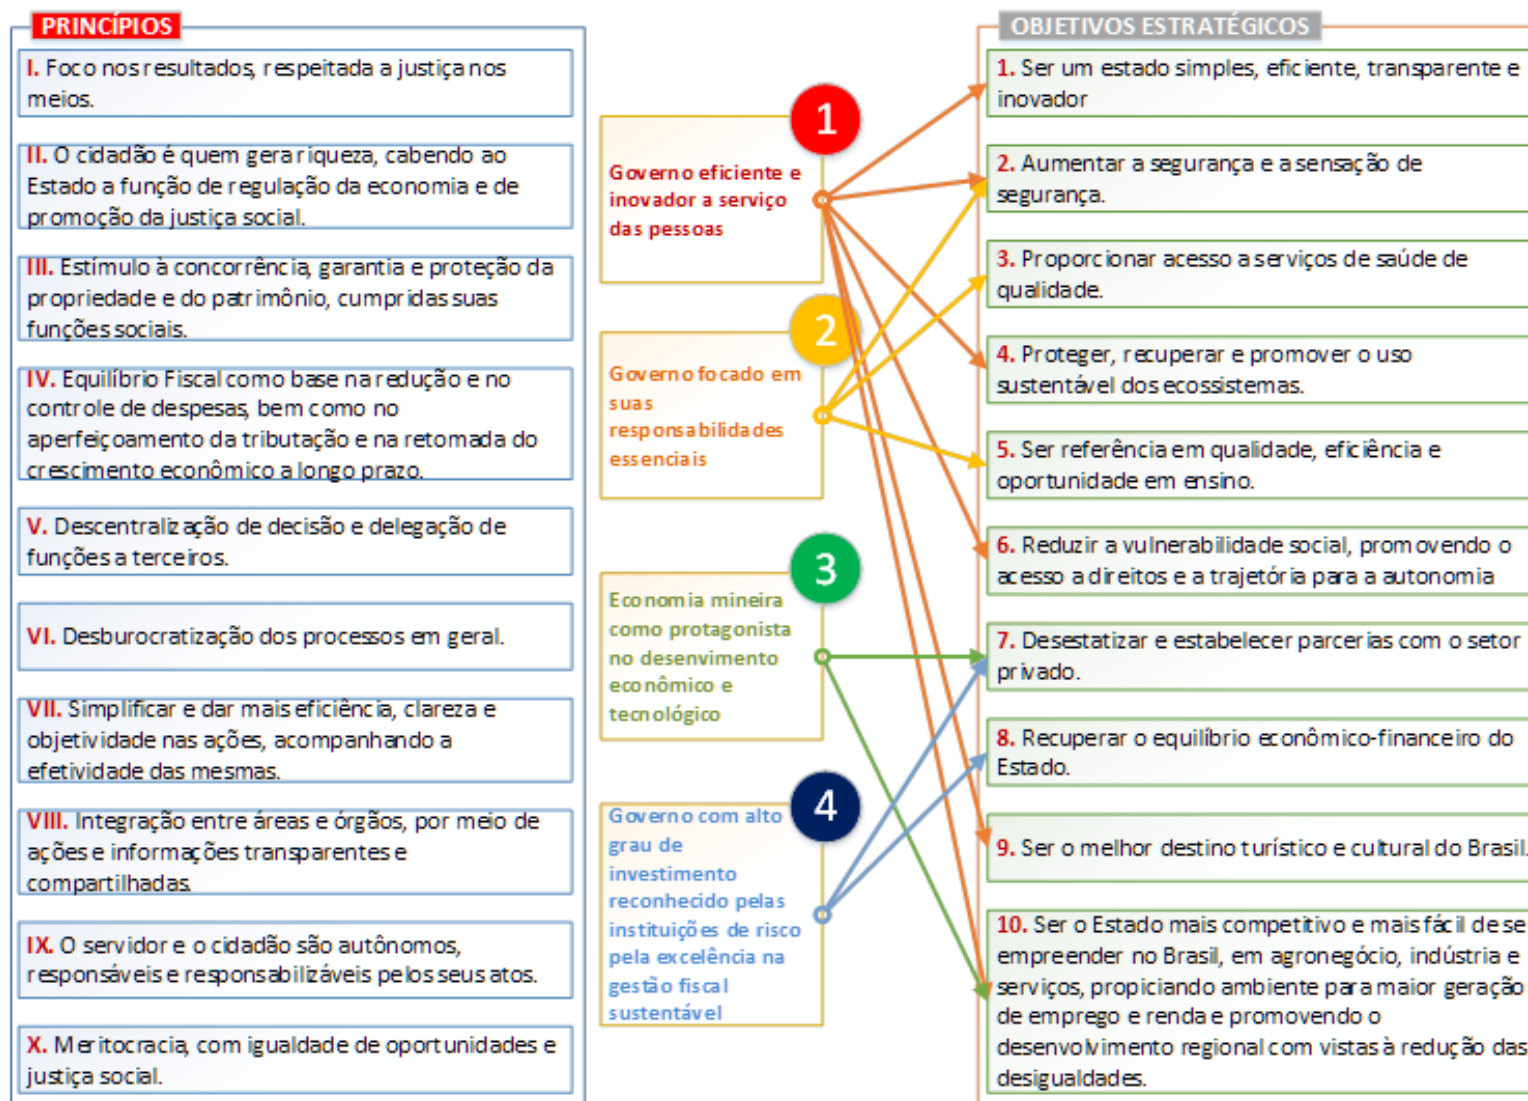 PRINCÍPIOS
I. Foco nos resultados, respeitada a justiça nos
meios.
II. O cidadão é quem gera riqueza, cabendo ao
Estado a função de regulação da economia e de
promoção da justiça social.
III. Estímulo à concorrência, garantia e proteção da
propriedade e do patrimônio, cumpridas suas
funções sociais.
IV. Equilíbrio Fiscal como base na redução e no
controle de despesas, bem como no
aperfeiçoamento da tributação e na retomada do
crescimento econômico a longo prazo.
V. Descentralização de decisão e delegação de
funções a terceiros.
VI. Desburocratização dos processos em geral.
VII. Simplificar e dar mais eficiência, clareza e
objetividade nas ações, acompanhando a
efetividade das mesmas.
VIII. Integração entre áreas e órgãos, por meio de
ações e informações transparentes e
compartilhadas.
IX. O servidor e o cidadão são autônomos,
responsáveis e responsabilizáveis pelos seus atos.
X. Meritocracia, com igualdade de oportunidades e
justiça social.
1
Governo eficiente e
inovador a serviço
das pessoas
2
Governo focado em
suas
responsabilidades
essenciais
3
Economia mineira
como protagonista
no desenvimento
econômico e
tecnológico
4
Governo com alto
grau de
investimento
reconhecido pelas
instituições de risco
pela excelência na
gestão fiscal
sustentável
OBJETIVOS ESTRATÉGICOS
1. Ser um estado simples, eficiente, transparente e
inovador
2. Aumentar a segurança e a sensação de
segurança.
3. Proporcionar acesso a serviços de saúde de
qualidade.
4. Proteger, recuperar e promover o uso
sustentável dos ecossistemas.
5. Ser referência em qualidade, eficiência e
oportunidade em ensino.
6. Reduzir a vulnerabilidade social, promovendo o
acesso a direitos e a trajetória para a autonomia
7. Desestatizar e estabelecer parcerias com o setor
privado.
8. Recuperar o equilíbrio econômico-financeiro do
Estado.
9. Ser o melhor destino turístico e cultural do Brasil.
10. Ser o Estado mais competitivo e mais fácil de se
empreender no Brasil, em agronegócio, indústria e
serviços, propiciando ambiente para maior geração
de emprego e renda e promovendo o
desenvolvimento regional com vistas à redução das
desigualdades.